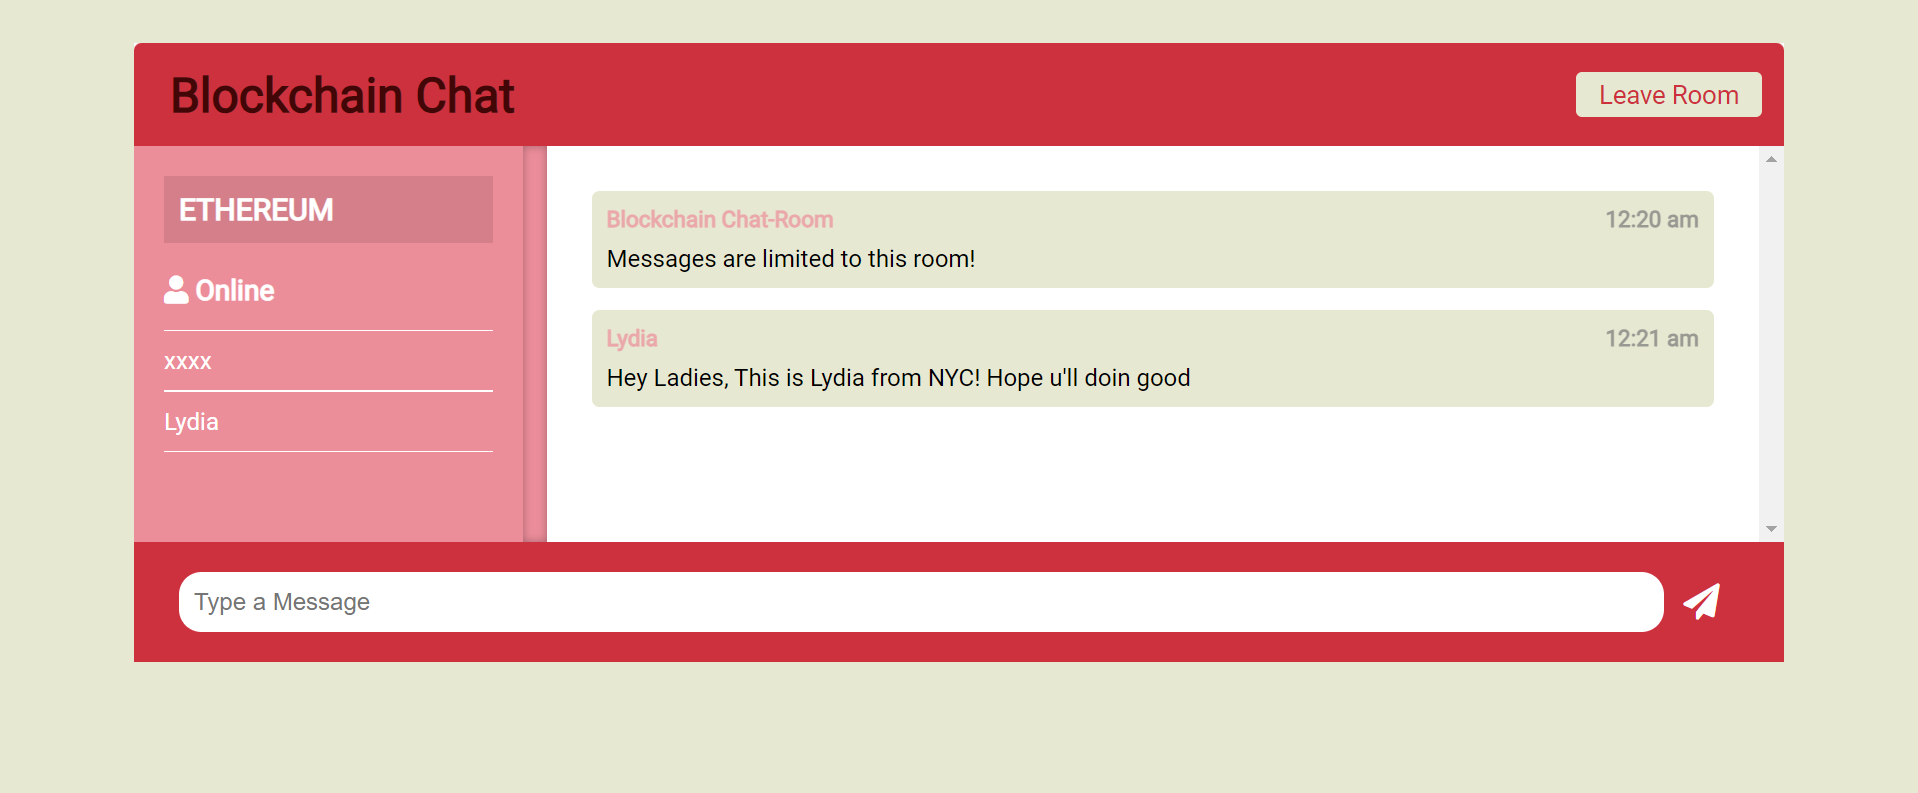 Blockchain Chat
Leave Room
ETHEREUM
Online
xxxx
Lydia
Blockchain Chat-Room 12:20 am
Messages are limited to this room!
Lydia 12:21 am
Hey Ladies, This is Lydia from NYC! Hope u'll doin good
Type a Message